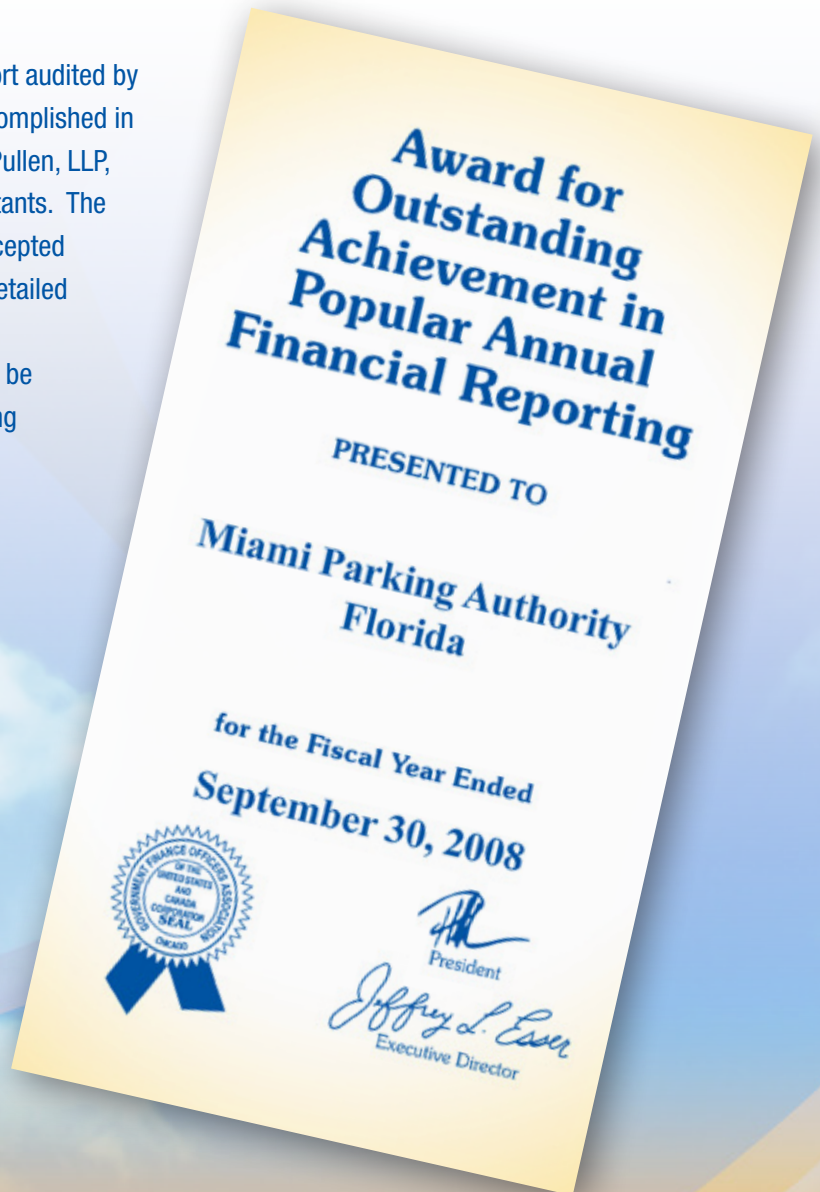 ort audited by
omplished in
Pullen, LLP,
tants. The
cepted
etailed
be
ng
Award for
Outstanding
Achievement in
Popular Annual
Financial Reporting
PRESENTED TO
Miami Parking Authority
Florida
for the Fiscal Year Ended
September 30, 2008
GOVERNMENT FINANCE OFFICERS ASSOCIATION
OF THE
UNITED STATES
AND
CANADA
CORPORATION
SEAL
CHICAGO
President
Jeffrey L. Esser
Executive Director